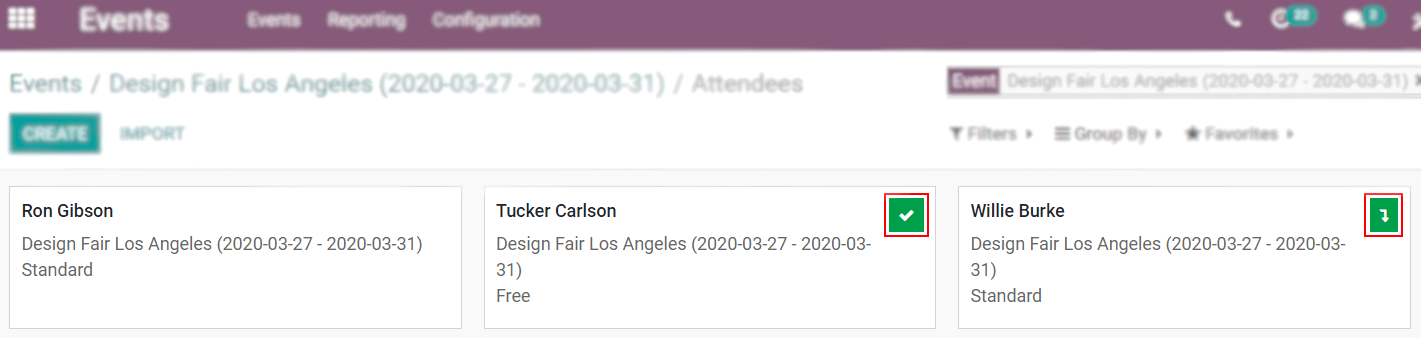 Events Events Reporting Configuration 22 2
Events / Design Fair Los Angeles (2020-03-27 - 2020-03-31) / Attendees
Event Design Fair Los Angeles (2020-03-27 - 2020-03-31)
CREATE IMPORT
Filters Group By Favorites
Ron Gibson
Design Fair Los Angeles (2020-03-27 - 2020-03-31)
Standard
Tucker Carlson
Design Fair Los Angeles (2020-03-27 - 2020-03-
31)
Free
Willie Burke
Design Fair Los Angeles (2020-03-27 - 2020-03-
31)
Standard